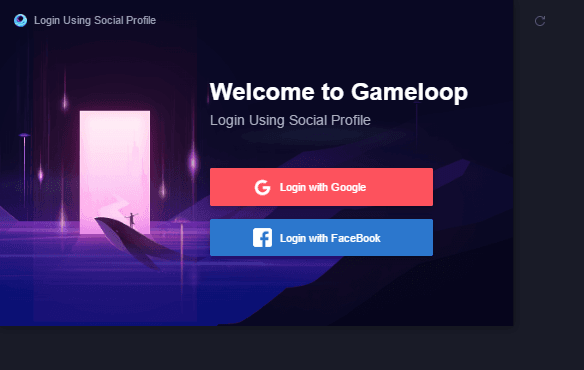 Login Using Social Profile
Welcome to Gameloop
Login Using Social Profile
Login with Google
Login with FaceBook